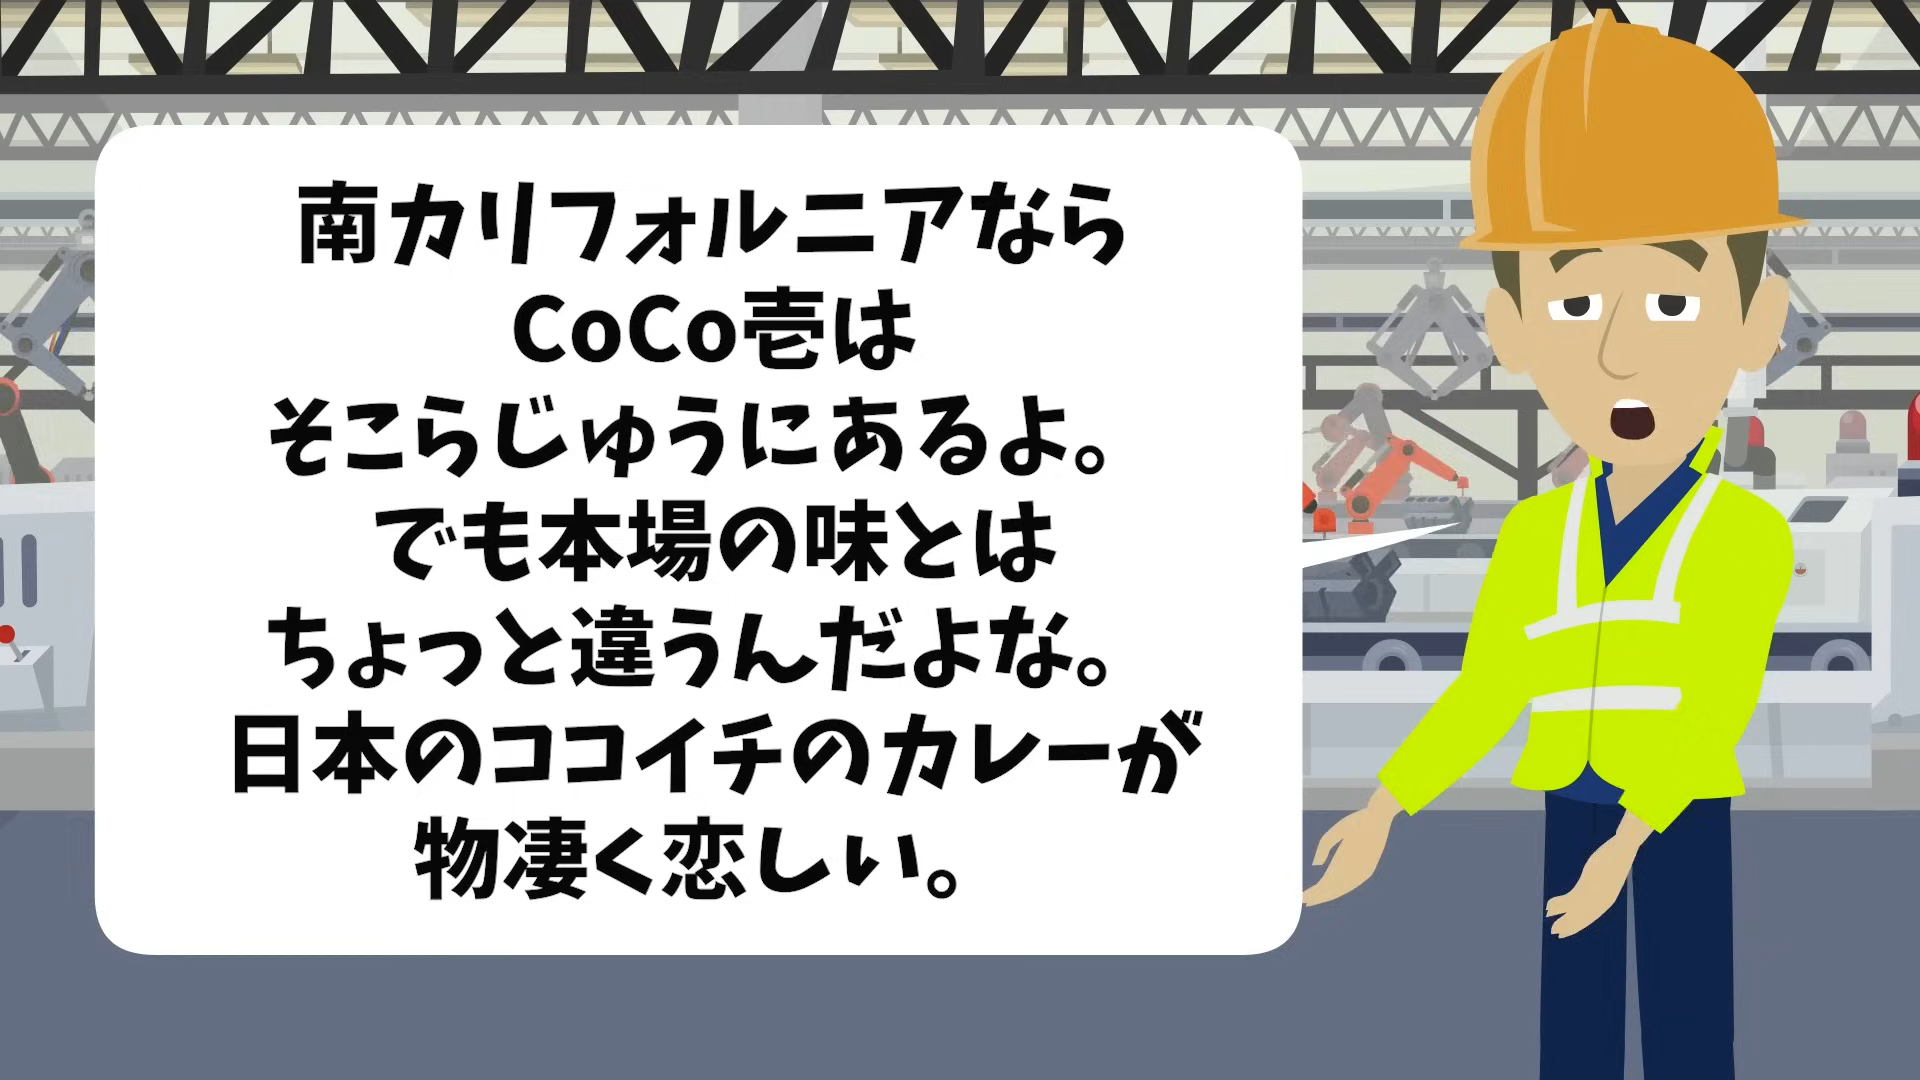 南カリフォルニアなら
CoCo壱は
そこらじゅうにあるよ。
でも本場の味とは
ちょっと違うんだよな。
日本のココイチのカレーが
物凄く恋しい。